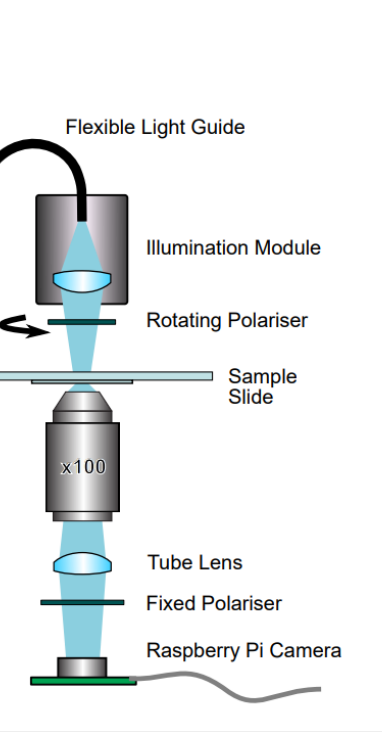 Flexible Light Guide
Illumination Module
Rotating Polariser
Sample
Slide
x100
Tube Lens
Fixed Polariser
Raspberry Pi Camera